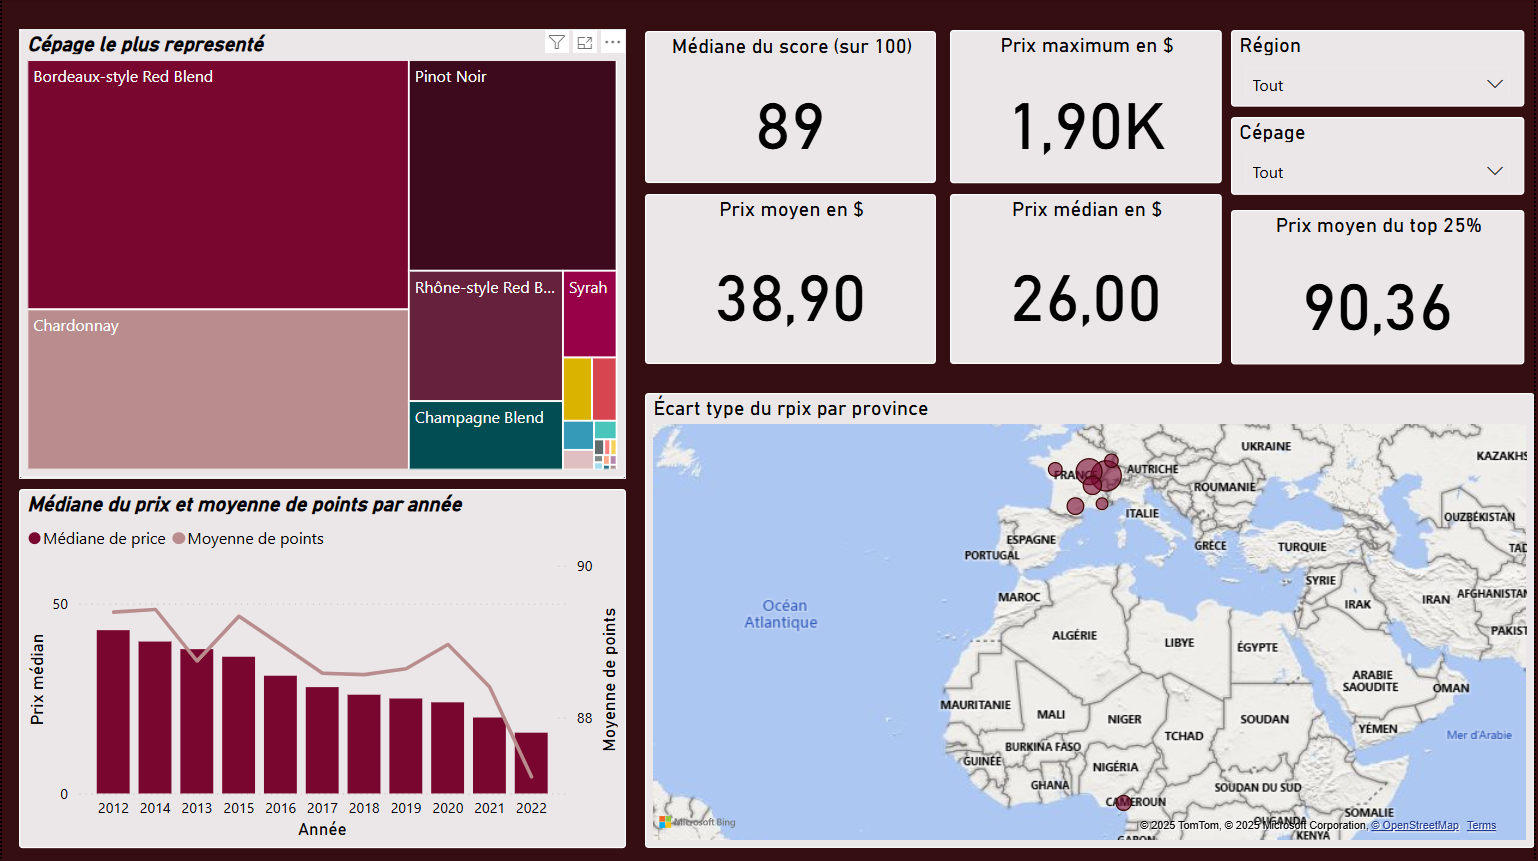 Cépage le plus representé
Bordeaux-style Red Blend
Pinot Noir
Rhône-style Red B...
Syrah
Chardonnay
Champagne Blend
Médiane du score (sur 100)
89
Prix maximum en $
1,90K
Région
Tout
Cépage
Tout
Prix moyen en $
38,90
Prix médian en $
26,00
Prix moyen du top 25%
90,36
Médiane du prix et moyenne de points par année
Médiane de price
Moyenne de points
90
50
88
0
Prix médian
Moyenne de points
2012 2014 2013 2015 2016 2017 2018 2019 2020 2021 2022
Année
Écart type du rpix par province
UKRAINE
KAZAKHS
FRANCE
AUTRICHE
ROUMANIE
ITALIE
OUZBÉKISTAN
ESPAGNE
PORTUGAL
GRÈCE
TURQUIE
TAD
SYRIE
MAROC
IRAK
IRAN
AFGHANISTAN
Océan
Atlantique
ALGÉRIE
LIBYE
ÉGYPTE
PAKIST
ARABIE
SAOUDITE
OMAN
MAURITANIE
MALI
NIGER
TCHAD
SOUDAN
YÉMEN
Mer d'Arabie
BURKINA FASO
GUINÉE
NIGÉRIA
GHANA
SOUDAN DU SUD
CAMEROUN
SOMALIE
OUGANDA
KENYA
GABON
Microsoft Bing
© 2025 TomTom, © 2025 Microsoft Corporation, © OpenStreetMap Terms